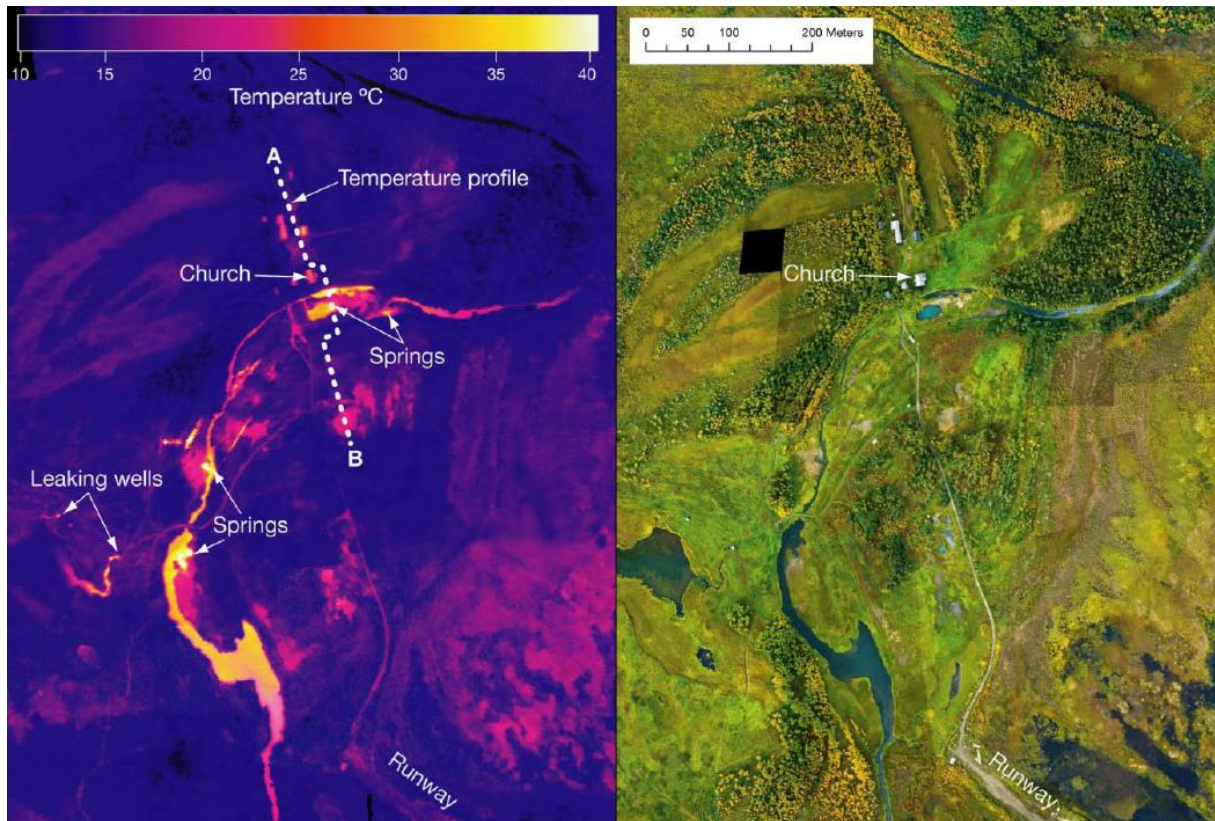 10 15 20 25 30 35 40
Temperature ºC
A
Temperature profile
Church
Springs
B
Leaking wells
Springs
Runway
0 50 100 200 Meters
Church
Runway